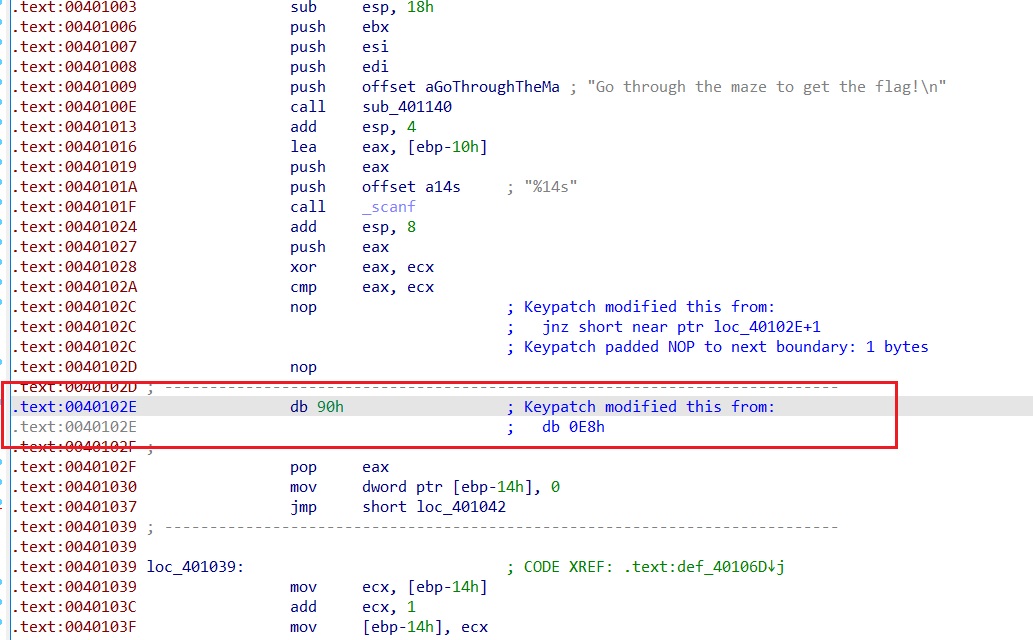 .text:00401003 sub esp, 18h
.text:00401006 push ebx
.text:00401007 push esi
.text:00401008 push edi
.text:00401009 push offset aGoThroughTheMa ; "Go through the maze to get the flag!\n"
.text:0040100E call sub_401140
.text:00401013 add esp, 4
.text:00401016 lea eax, [ebp-10h]
.text:00401019 push eax
.text:0040101A push offset a14s ; "%14s"
.text:0040101F call _scanf
.text:00401024 add esp, 8
.text:00401027 push eax
.text:00401028 xor eax, ecx
.text:0040102A cmp eax, ecx
.text:0040102C nop ; Keypatch modified this from:
.text:0040102C ; jnz short near ptr loc_40102E+1
.text:0040102C ; Keypatch padded NOP to next boundary: 1 bytes
.text:0040102D nop
.text:0040102D ; ---------------------------------------------------------------------------
.text:0040102E db 90h ; Keypatch modified this from:
.text:0040102E ; db 0E8h
.text:0040102F ;
.text:0040102F pop eax
.text:00401030 mov dword ptr [ebp-14h], 0
.text:00401037 jmp short loc_401042
.text:00401039 ; ---------------------------------------------------------------------------
.text:00401039
.text:00401039 loc_401039: ; CODE XREF: .text:def_40106D↓j
.text:00401039 mov ecx, [ebp-14h]
.text:0040103C add ecx, 1
.text:0040103F mov [ebp-14h], ecx